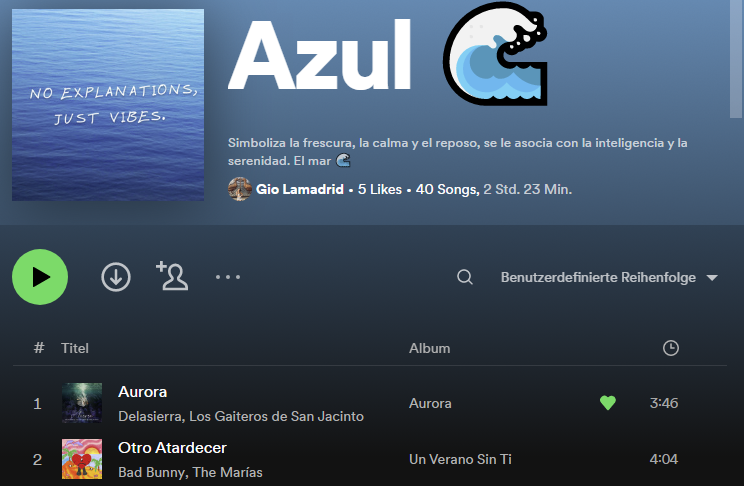 NO EXPLANATIONS,
JUST VIBES.
Azul 🌊
Simboliza la frescura, la calma y el reposo, se le asocia con la inteligencia y la
serenidad. El mar 🌊
Gio Lamadrid • 5 Likes • 40 Songs, 2 Std. 23 Min.
Benutzerdefinierte Reihenfolge
# Titel Album
1 Aurora Aurora 3:46
Delasierra, Los Gaiteros de San Jacinto
2 Otro Atardecer Un Verano Sin Ti 4:04
Bad Bunny, The Marías